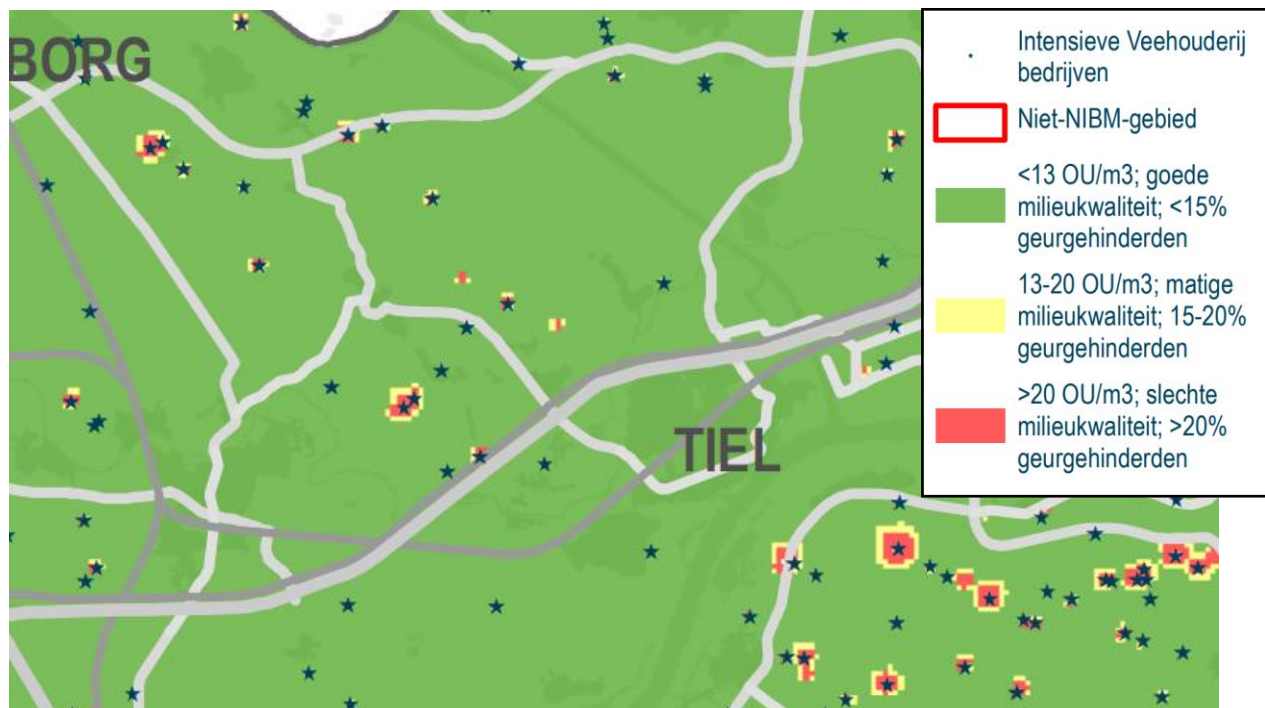 BORG
TIEL
Intensieve Veehouderij
bedrijven
Niet-NIBM-gebied
<13 OU/m3; goede
milieukwaliteit; <15%
geurgehinderden
13-20 OU/m3; matige
milieukwaliteit; 15-20%
geurgehinderden
>20 OU/m3; slechte
milieukwaliteit; >20%
geurgehinderden